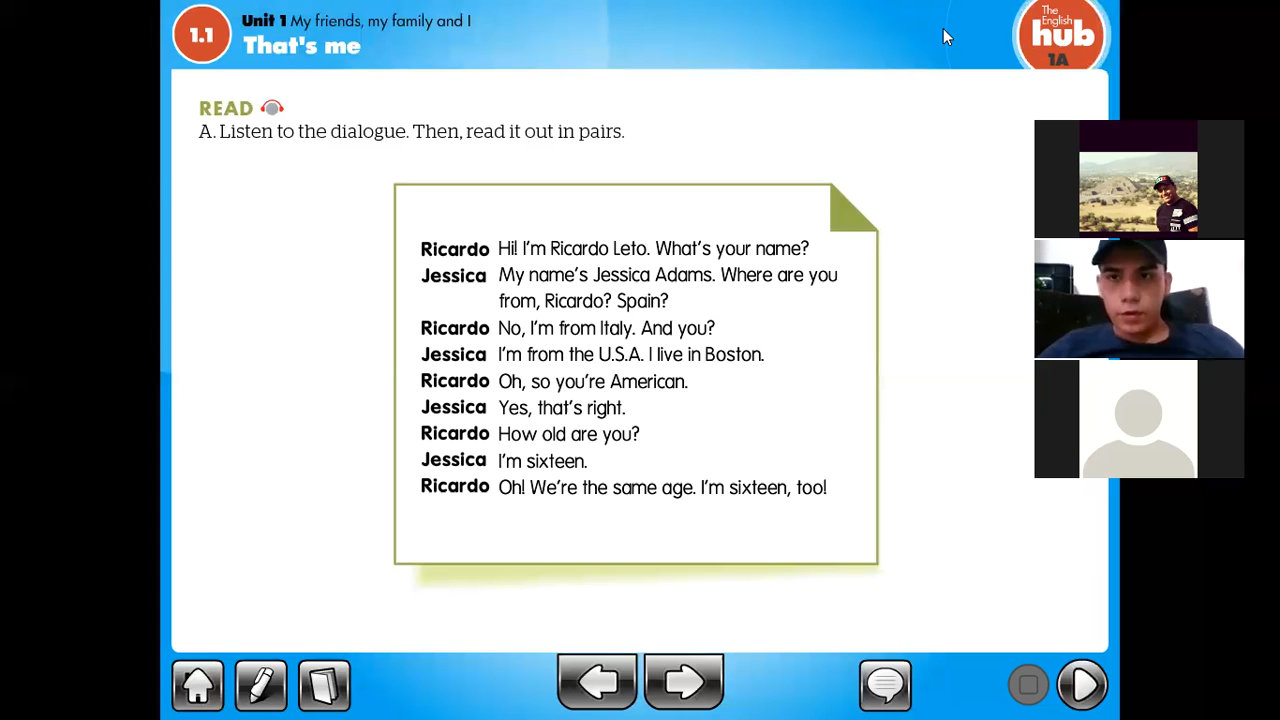 1.1
Unit 1 My friends, my family and I
That's me
The
English
hub
1A
READ
A. Listen to the dialogue. Then, read it out in pairs.
Ricardo Hi! I'm Ricardo Leto. What's your name?
Jessica My name's Jessica Adams. Where are you
from, Ricardo? Spain?
Ricardo No, I'm from Italy. And you?
Jessica I'm from the U.S.A. I live in Boston.
Ricardo Oh, so you're American.
Jessica Yes, that's right.
Ricardo How old are you?
Jessica I'm sixteen.
Ricardo Oh! We're the same age. I'm sixteen, too!